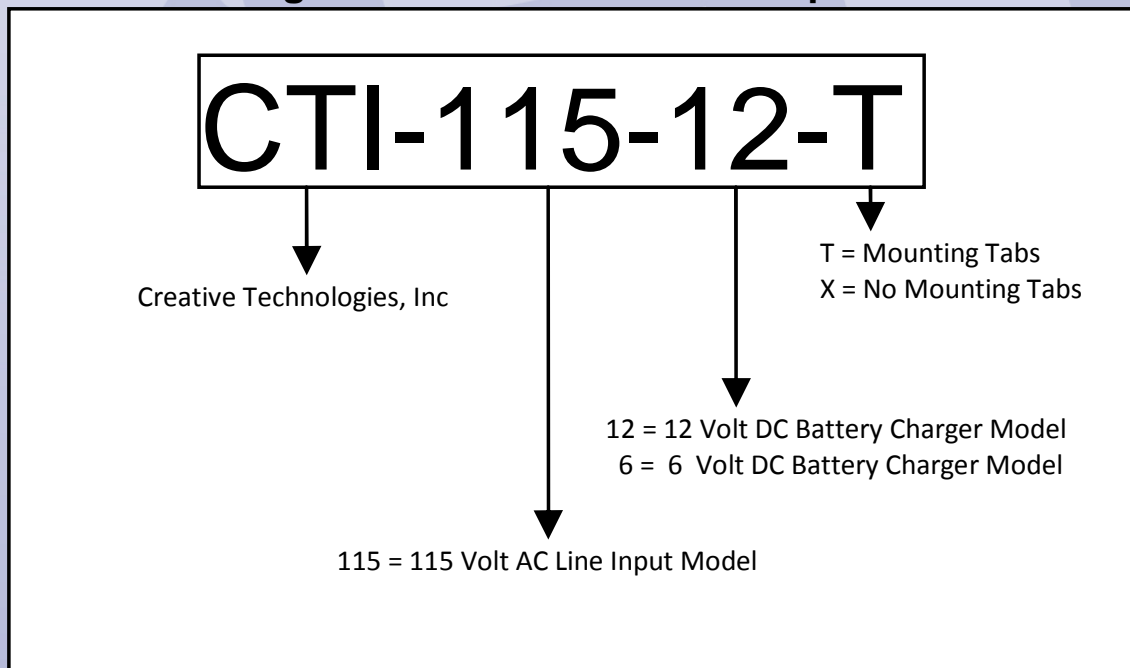 CTI-115-12-T
T = Mounting Tabs
X = No Mounting Tabs
Creative Technologies, Inc
12 = 12 Volt DC Battery Charger Model
6 = 6 Volt DC Battery Charger Model
115 = 115 Volt AC Line Input Model